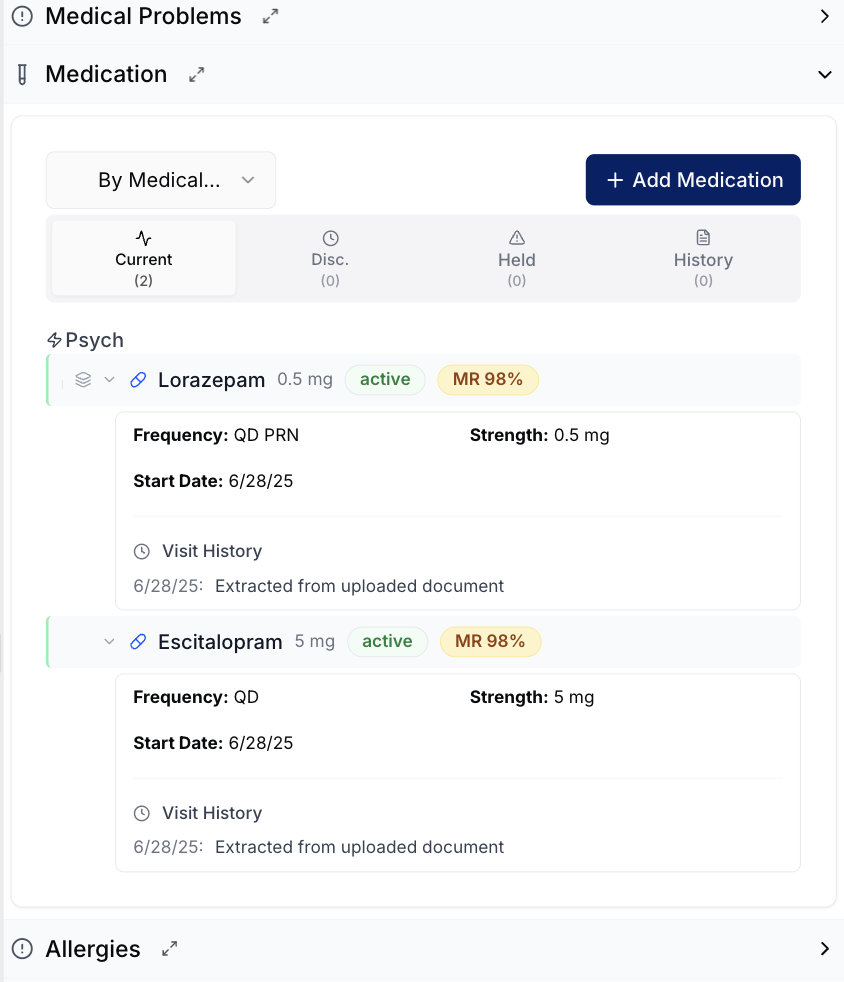 Medical Problems
Medication
By Medical...
+ Add Medication
Current
(2)
Disc.
(0)
Held
(0)
History
(0)
Psych
Lorazepam 0.5 mg active MR 98%
Frequency: QD PRN Strength: 0.5 mg
Start Date: 6/28/25
Visit History
6/28/25: Extracted from uploaded document
Escitalopram 5 mg active MR 98%
Frequency: QD Strength: 5 mg
Start Date: 6/28/25
Visit History
6/28/25: Extracted from uploaded document
Allergies